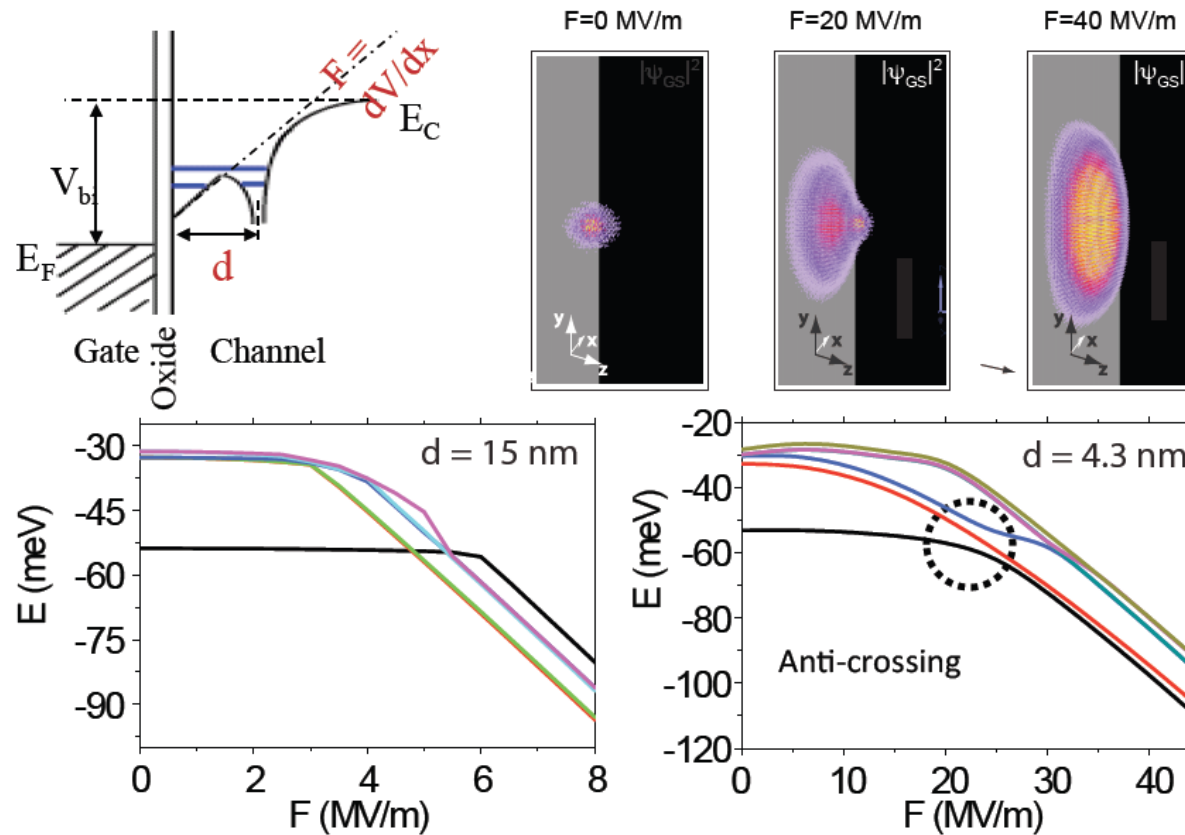 F=0 MV/m
F=20 MV/m
F=40 MV/m
F = dV/dx
E_C
V_bi
E_F
d
Gate
Oxide
Channel
|ψ_GS|²
y
x
z
|ψ_GS|²
y
x
z
|ψ_GS|²
y
x
z
d = 15 nm
E (meV)
-30
-45
-60
-75
-90
0
2
4
6
8
F (MV/m)
d = 4.3 nm
E (meV)
-20
-40
-60
-80
-100
-120
Anti-crossing
0
10
20
30
40
F (MV/m)